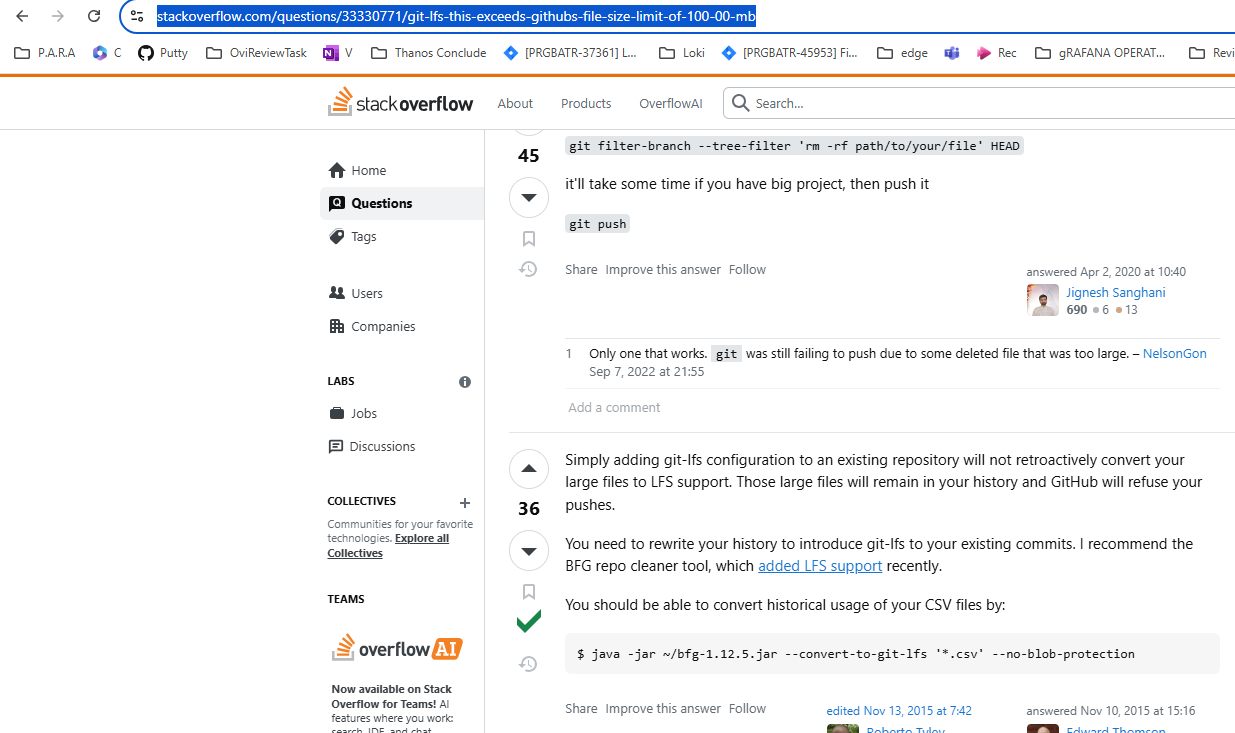 stackoverflow.com/questions/33330771/git-lfs-this-exceeds-githubs-file-size-limit-of-100-00-mb
P.A.R.A C Putty OviReviewTask V Thanos Conclude [PRGBATR-37361] L... Loki [PRGBATR-45953] Fi... edge Rec gRAFANA OPERAT... Revi
stackoverflow About Products OverflowAI Search...
Home
Questions
Tags
Users
Companies
LABS
Jobs
Discussions
COLLECTIVES
Communities for your favorite
technologies. Explore all
Collectives
TEAMS
overflow AI
Now available on Stack
Overflow for Teams! AI
features where you work:
search, IDE, and chat.
45
git filter-branch --tree-filter 'rm -rf path/to/your/file' HEAD
it'll take some time if you have big project, then push it
git push
Share Improve this answer Follow
answered Apr 2, 2020 at 10:40
Jignesh Sanghani
690 6 13
1 Only one that works. git was still failing to push due to some deleted file that was too large. – NelsonGon
Sep 7, 2022 at 21:55
Add a comment
36
Simply adding git-lfs configuration to an existing repository will not retroactively convert your
large files to LFS support. Those large files will remain in your history and GitHub will refuse your
pushes.
You need to rewrite your history to introduce git-lfs to your existing commits. I recommend the
BFG repo cleaner tool, which added LFS support recently.
You should be able to convert historical usage of your CSV files by:
$ java -jar ~/bfg-1.12.5.jar --convert-to-git-lfs '*.csv' --no-blob-protection
Share Improve this answer Follow
edited Nov 13, 2015 at 7:42
Roberto Tyley
answered Nov 10, 2015 at 15:16
Edward Thomson